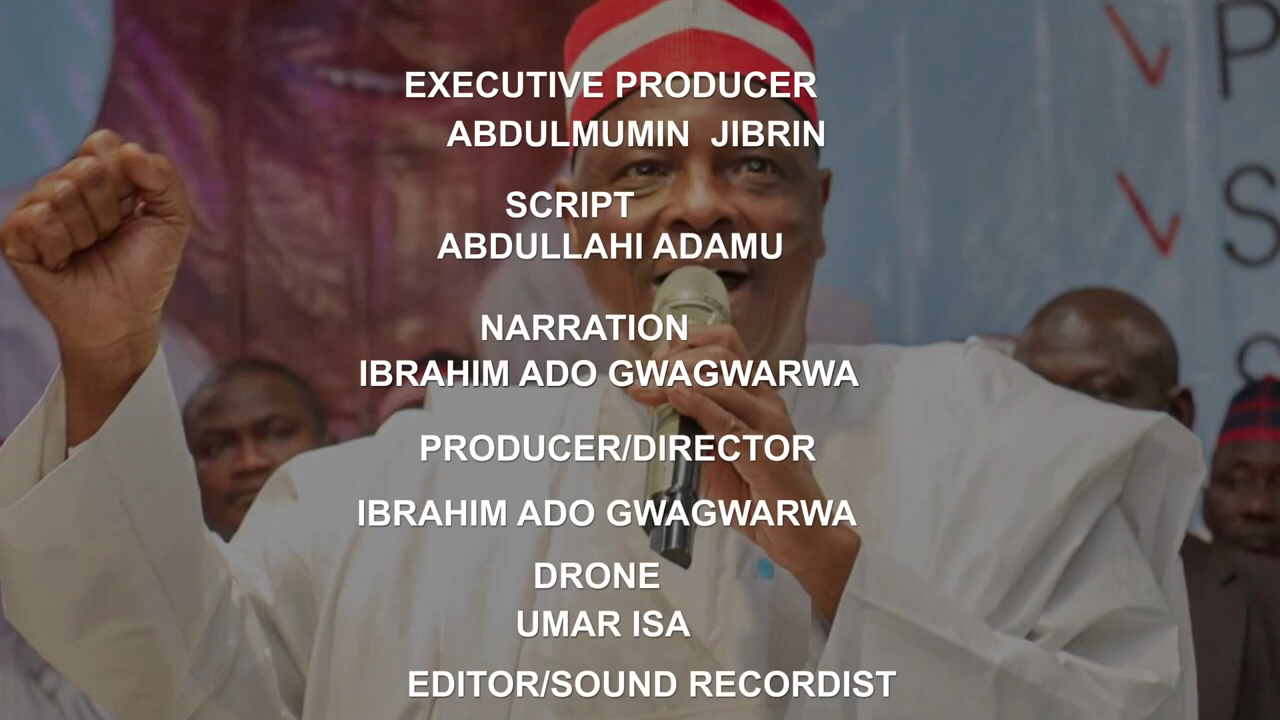 EXECUTIVE PRODUCER
ABDULMUMIN JIBRIN
SCRIPT
ABDULLAHI ADAMU
NARRATION
IBRAHIM ADO GWAGWARWA
PRODUCER/DIRECTOR
IBRAHIM ADO GWAGWARWA
DRONE
UMAR ISA
EDITOR/SOUND RECORDIST
P
S